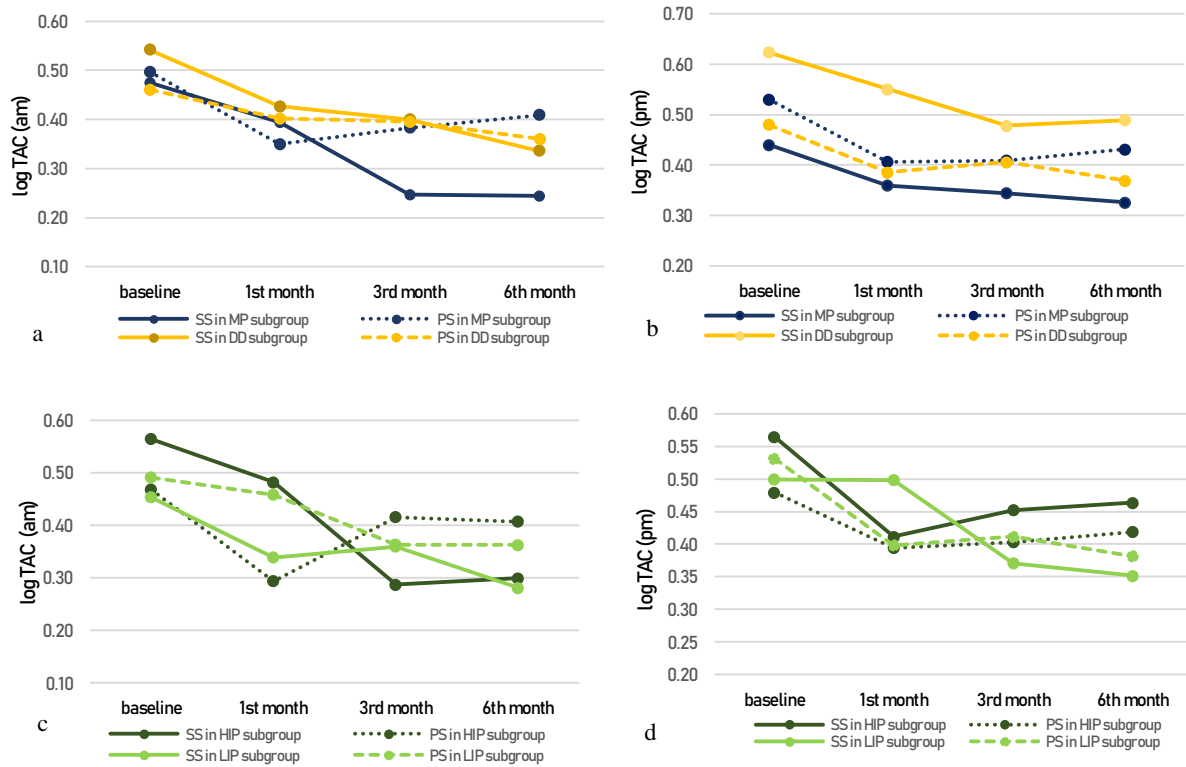 0.60
0.50
0.40
0.30
0.20
0.10
log TAC (am)
baseline 1st month 3rd month 6th month
SS in MP subgroup PS in MP subgroup
SS in DD subgroup PS in DD subgroup
a
0.70
0.60
0.50
0.40
0.30
0.20
log TAC (pm)
baseline 1st month 3rd month 6th month
SS in MP subgroup PS in MP subgroup
SS in DD subgroup PS in DD subgroup
b
0.60
0.50
0.40
0.30
0.20
0.10
log TAC (am)
baseline 1st month 3rd month 6th month
SS in HIP subgroup PS in HIP subgroup
SS in LIP subgroup PS in LIP subgroup
c
0.60
0.55
0.50
0.45
0.40
0.35
0.30
0.25
0.20
log TAC (pm)
baseline 1st month 3rd month 6th month
SS in HIP subgroup PS in HIP subgroup
SS in LIP subgroup PS in LIP subgroup
d